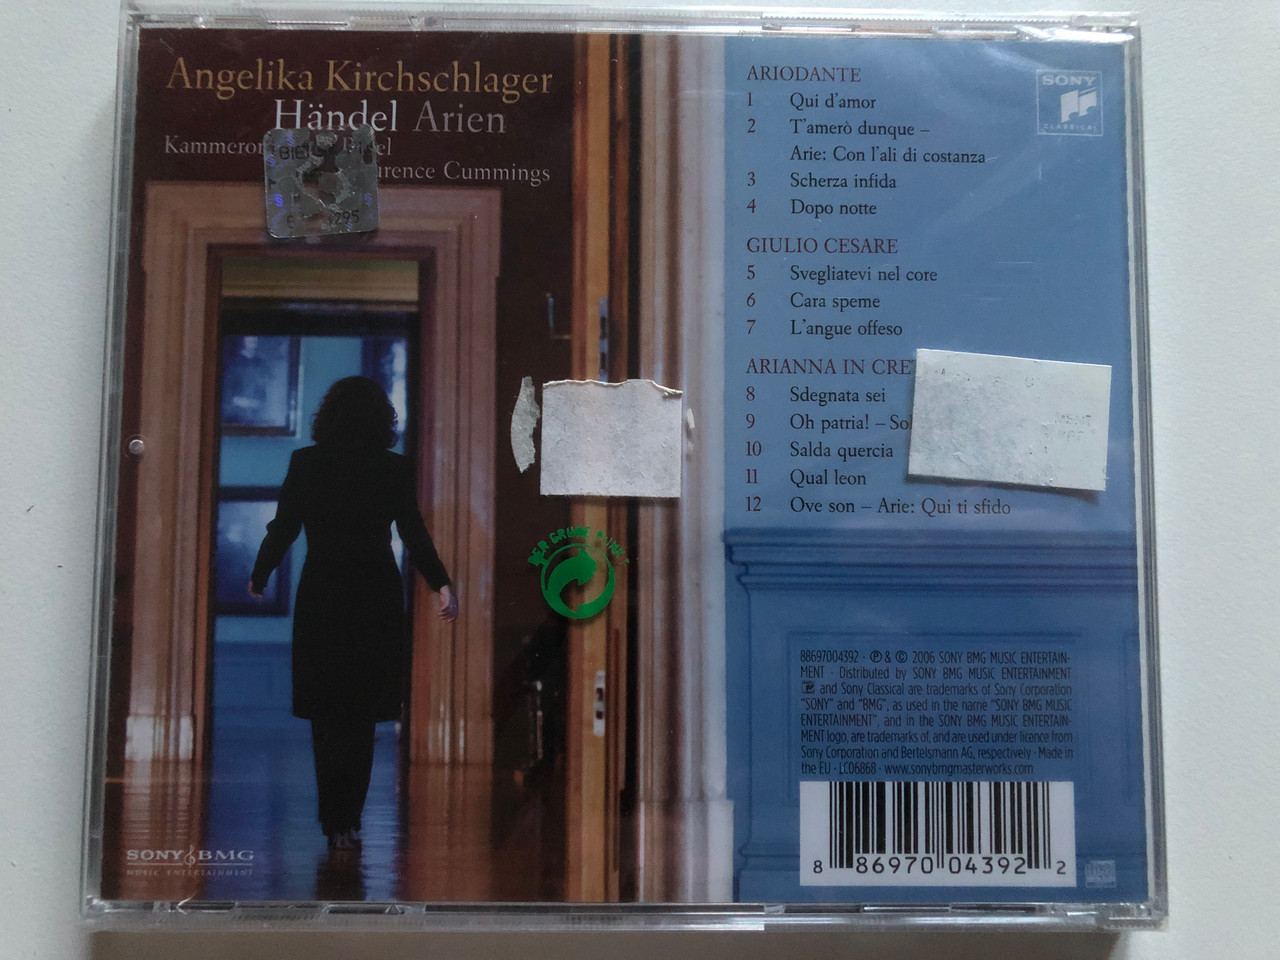 Angelika Kirchschlager
Händel Arien
Kammeror
Cummings
ARIODANTE
1 Qui d'amor
2 T'amerò dunque –
Arie: Con l'ali di costanza
3 Scherza infida
4 Dopo notte
GIULIO CESARE
5 Svegliatevi nel core
6 Cara speme
7 L'angue offeso
ARIANNA IN CRE
8 Sdegnata sei
9 Oh patria! – Sol
10 Salda quercia
11 Qual leon
12 Ove son – Arie: Qui ti sfido
SONY
CLASSICAL
DER GRÜNE PUNKT
88697004392 · ℗ & © 2006 SONY BMG MUSIC ENTERTAIN-
MENT · Distributed by SONY BMG MUSIC ENTERTAINMENT
and Sony Classical are trademarks of Sony Corporation
"SONY" and "BMG", as used in the name "SONY BMG MUSIC
ENTERTAINMENT", and in the SONY BMG MUSIC ENTERTAIN-
MENT logo, are trademarks of, and are used under licence from
Sony Corporation and Bertelsmann AG, respectively · Made in
the EU · LC06868 · www.sonybmgmasterworks.com
8 86970 04392 2
SONY BMG
MUSIC ENTERTAINMENT